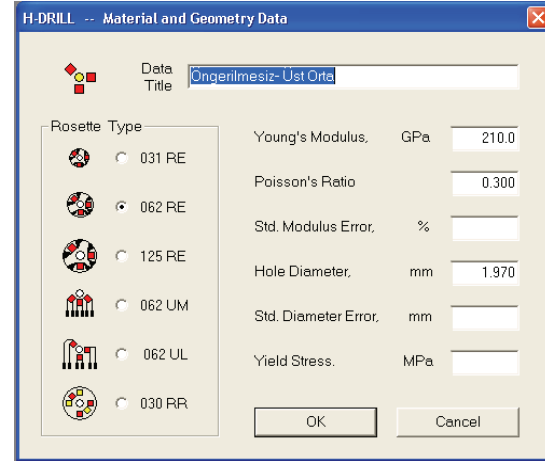 H-DRILL -- Material and Geometry Data
Data Title
Öngerilmesiz- Üst Orta
Rosette Type
031 RE
062 RE
125 RE
062 UM
062 UL
030 RR
Young's Modulus, GPa 210.0
Poisson's Ratio 0.300
Std. Modulus Error, %
Hole Diameter, mm 1.970
Std. Diameter Error, mm
Yield Stress. MPa
OK Cancel